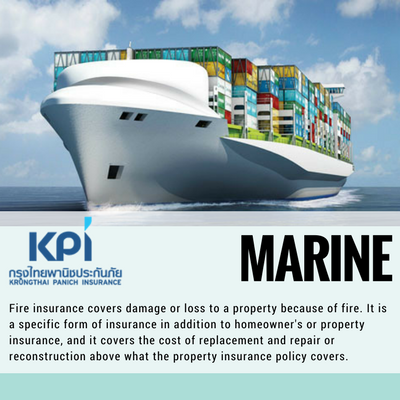 KPI
กรุงไทยพานิชประกันภัย
KRUNGTHAI PANICH INSURANCE
MARINE
Fire insurance covers damage or loss to a property because of fire. It is
a specific form of insurance in addition to homeowner's or property
insurance, and it covers the cost of replacement and repair or
reconstruction above what the property insurance policy covers.